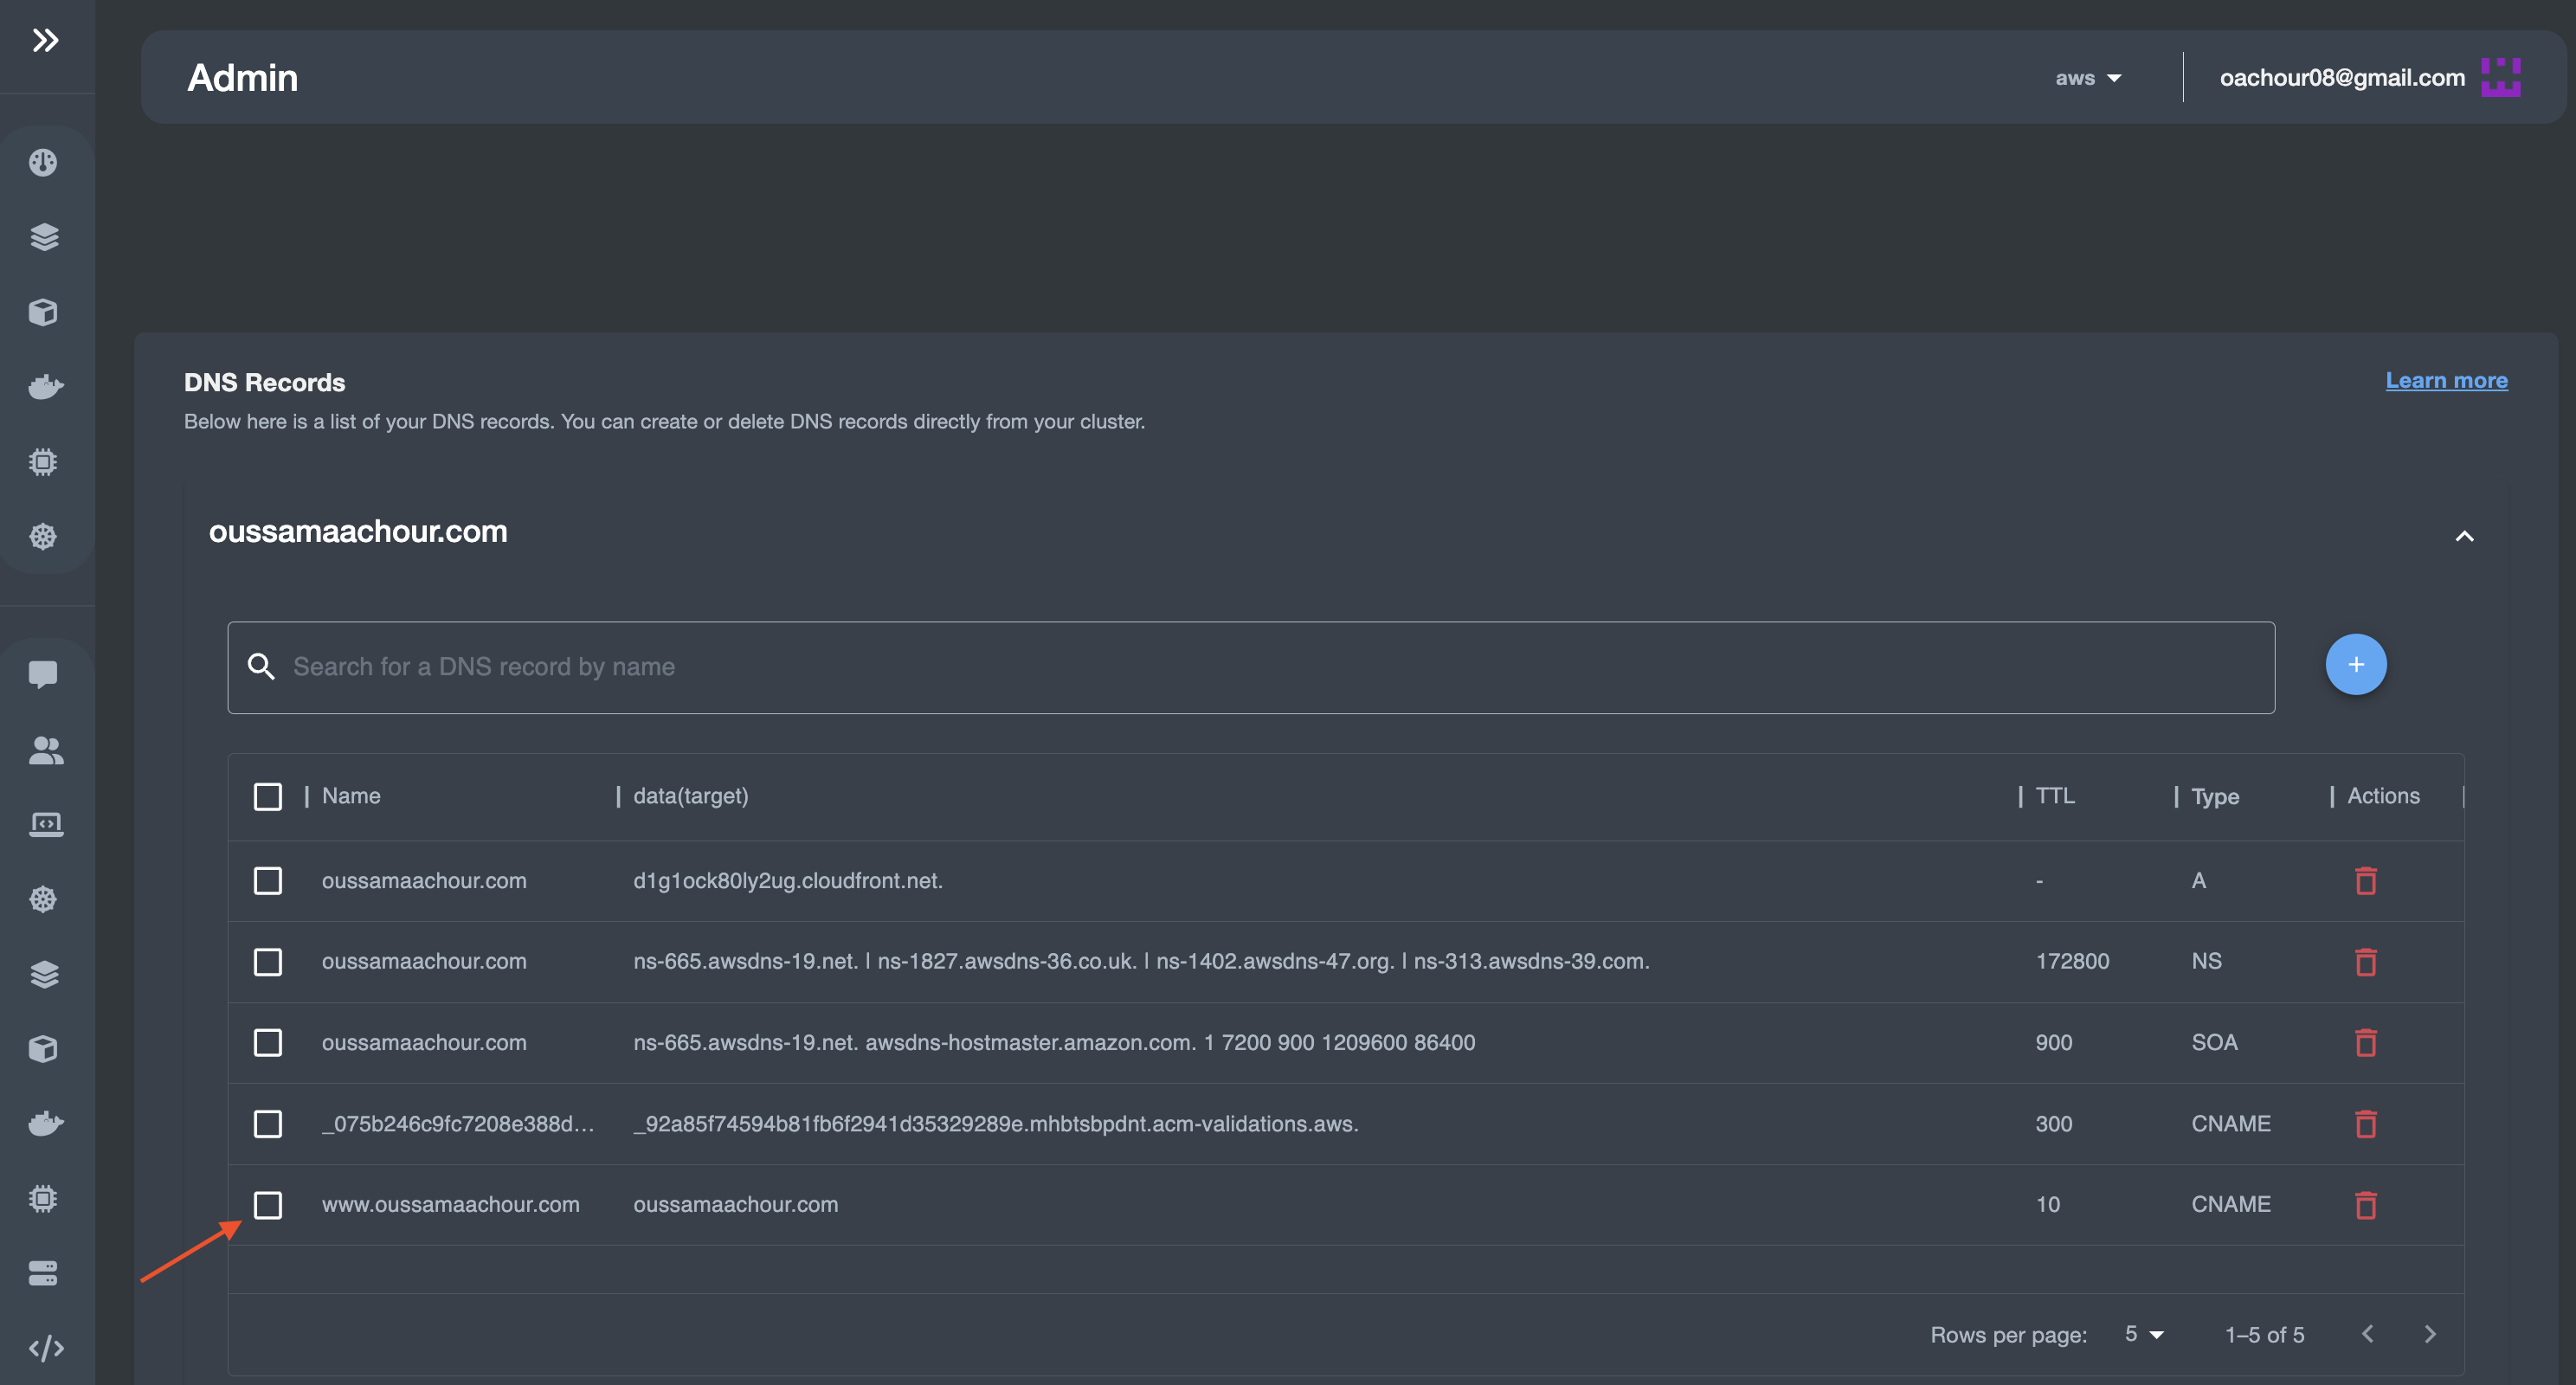 Admin
aws
oachour08@gmail.com
DNS Records
Learn more
Below here is a list of your DNS records. You can create or delete DNS records directly from your cluster.
oussamaachour.com
Search for a DNS record by name
+
Name data(target) TTL Type Actions
oussamaachour.com d1g1ock80ly2ug.cloudfront.net. - A
oussamaachour.com ns-665.awsdns-19.net. | ns-1827.awsdns-36.co.uk. | ns-1402.awsdns-47.org. | ns-313.awsdns-39.com. 172800 NS
oussamaachour.com ns-665.awsdns-19.net. awsdns-hostmaster.amazon.com. 1 7200 900 1209600 86400 900 SOA
_075b246c9fc7208e388d... _92a85f74594b81fb6f2941d35329289e.mhbtsbpdnt.acm-validations.aws. 300 CNAME
www.oussamaachour.com oussamaachour.com 10 CNAME
Rows per page: 5 1–5 of 5